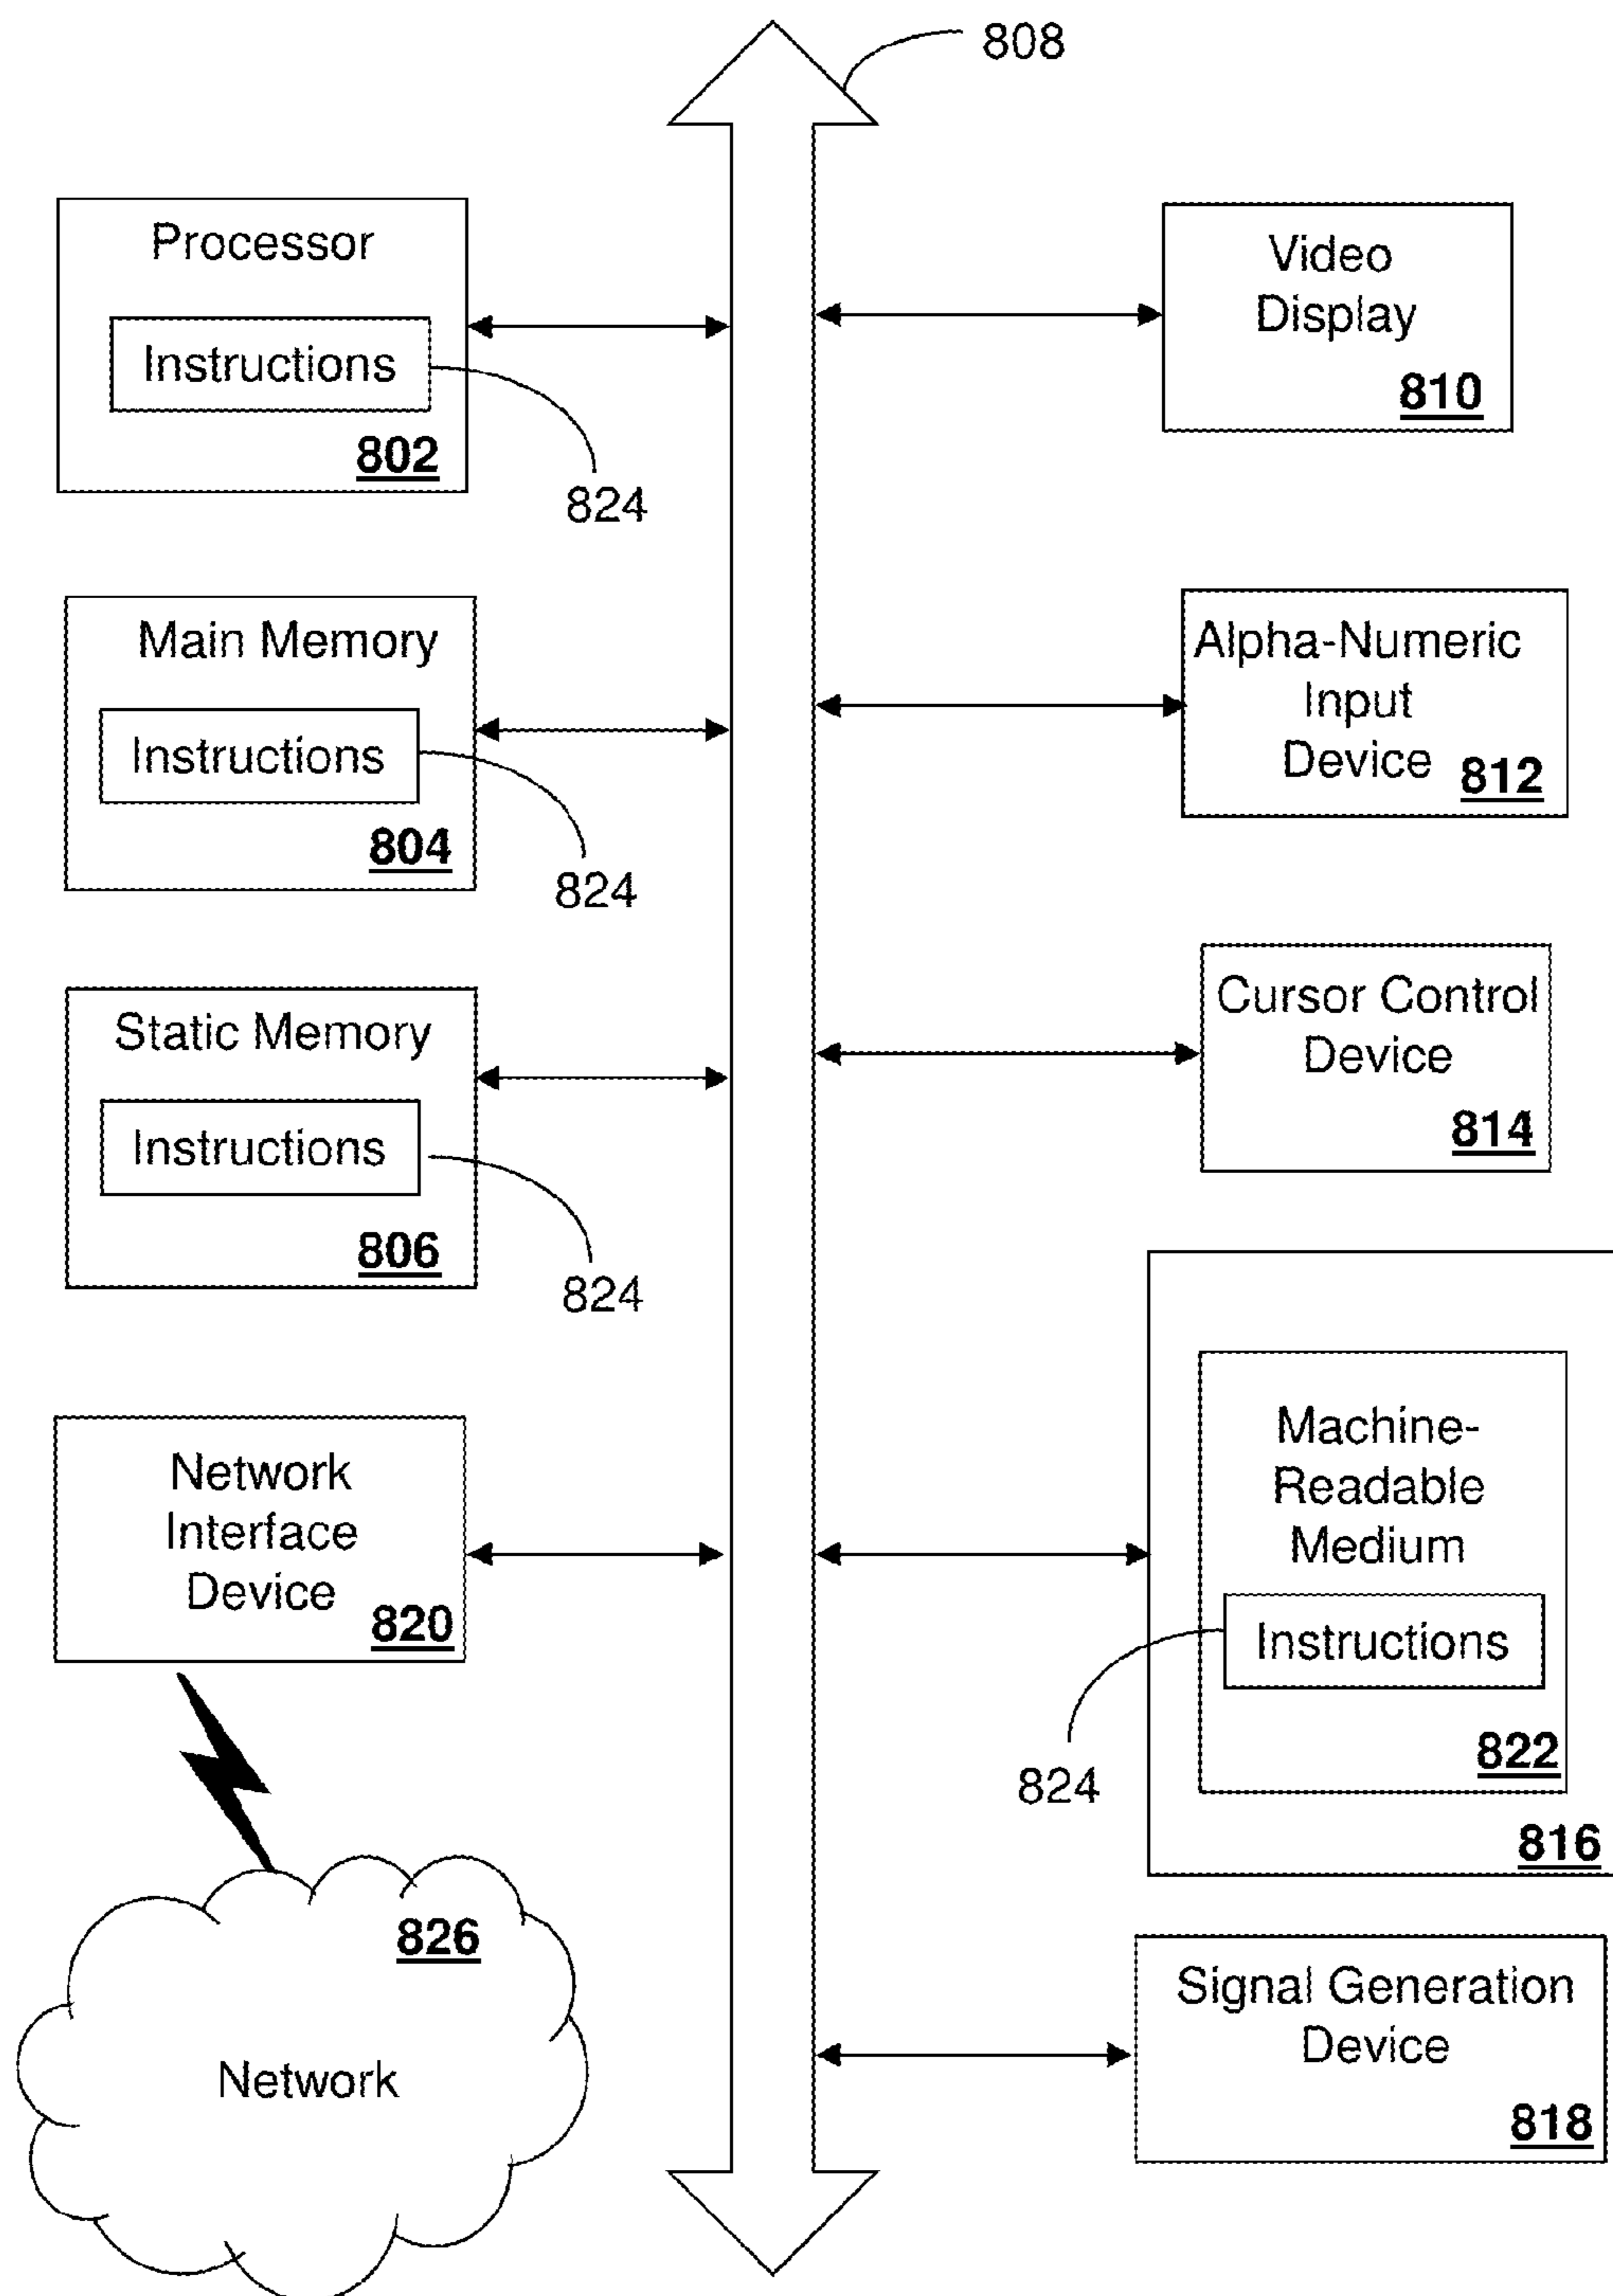 808
Processor
Instructions
802
824
Main Memory
Instructions
804
824
Static Memory
Instructions
806
824
Network
Interface
Device
820
826
Network
Video
Display
810
Alpha-Numeric
Input
Device
812
Cursor Control
Device
814
Machine-
Readable
Medium
Instructions
822
824
816
Signal Generation
Device
818